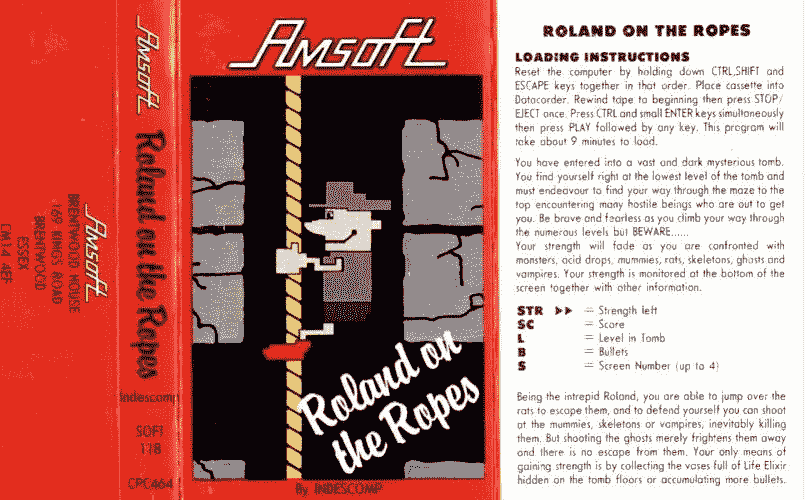 Amsoft
BRENTWOOD HOUSE
169 KINGS ROAD
BRENTWOOD
ESSEX
CM14 4EF
Amsoft
Roland on the Ropes
Indescomp
SOFT
118
CPC464
Amsoft
Roland on
the Ropes
By INDESCOMP
ROLAND ON THE ROPES
LOADING INSTRUCTIONS
Reset the computer by holding down CTRL,SHIFT and
ESCAPE keys together in that order. Place cassette into
Datacorder. Rewind tape to beginning then press STOP/
EJECT once. Press CTRL and small ENTER keys simultaneously
then press PLAY followed by any key. This program will
take about 9 minutes to load.
You have entered into a vast and dark mysterious tomb.
You find yourself right at the lowest level of the tomb and
must endeavour to find your way through the maze to the
top encountering many hostile beings who are out to get
you. Be brave and fearless as you climb your way through
the numerous levels but BEWARE......
Your strength will fade as you are confronted with
monsters, acid drops, mummies, rats, skeletons, ghosts and
vampires. Your strength is monitored at the bottom of the
screen together with other information.
STR ▶▶ = Strength left
SC = Score
L = Level in Tomb
B = Bullets
S = Screen Number (up to 4)
Being the intrepid Roland, you are able to jump over the
rats to escape them, and to defend yourself you can shoot
at the mummies, skeletons or vampires, inevitably killing
them. But shooting the ghosts merely frightens them away
and there is no escape from them. Your only means of
gaining strength is by collecting the vases full of Life Elixir
hidden on the tomb floors or accumulating more bullets.